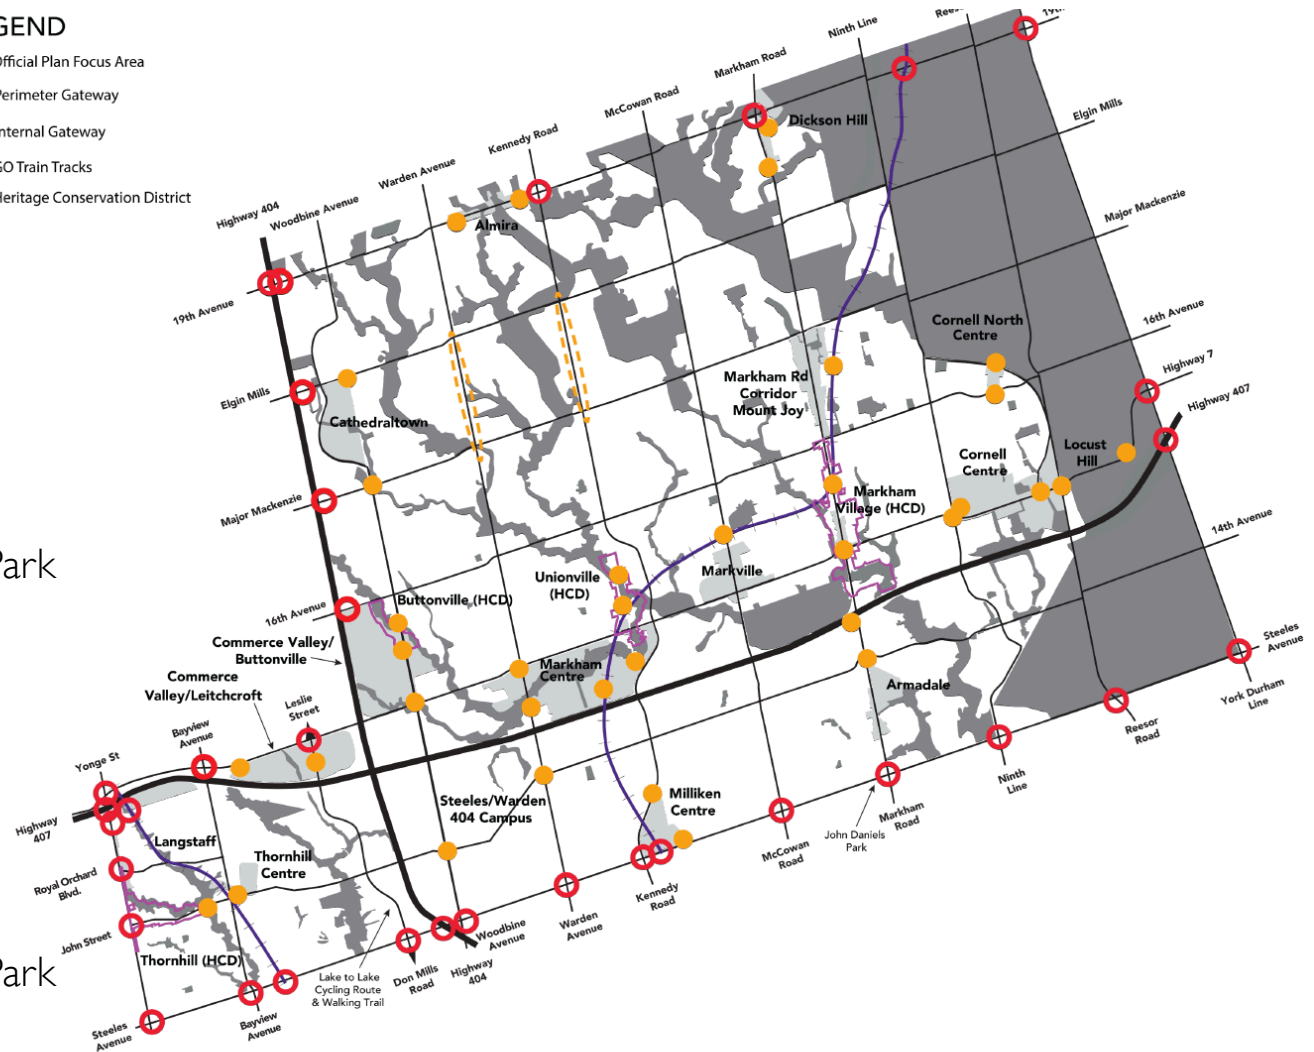 GEND
Official Plan Focus Area
Perimeter Gateway
Internal Gateway
GO Train Tracks
Heritage Conservation District
Park
Park
Highway 404
Woodbine Avenue
Warden Avenue
Kennedy Road
McCowan Road
Markham Road
Ninth Line
19th
Elgin Mills
Major Mackenzie
16th Avenue
Highway 7
Highway 407
14th Avenue
Steeles
Avenue
York Durham
Line
Reesor
Road
Ninth
Line
Markham
Road
John Daniels
Park
McCowan
Road
Kennedy
Road
Warden
Avenue
Woodbine
Avenue
Highway
404
Don Mills
Road
Lake to Lake
Cycling Route
& Walking Trail
Bayview
Avenue
Steeles
Avenue
John Street
Royal Orchard
Blvd.
Highway
407
Yonge St
Bayview
Avenue
Leslie
Street
Commerce
Valley/Leitchcroft
Commerce Valley/
Buttonville
16th Avenue
Major Mackenzie
Elgin Mills
19th Avenue
Dickson Hill
Almira
Cathedraltown
Cornell North
Centre
Markham Rd
Corridor
Mount Joy
Cornell
Centre
Locust
Hill
Markham
Village (HCD)
Markville
Unionville
(HCD)
Buttonville (HCD)
Markham
Centre
Armadale
Steeles/Warden
404 Campus
Milliken
Centre
Langstaff
Thornhill
Centre
Thornhill (HCD)